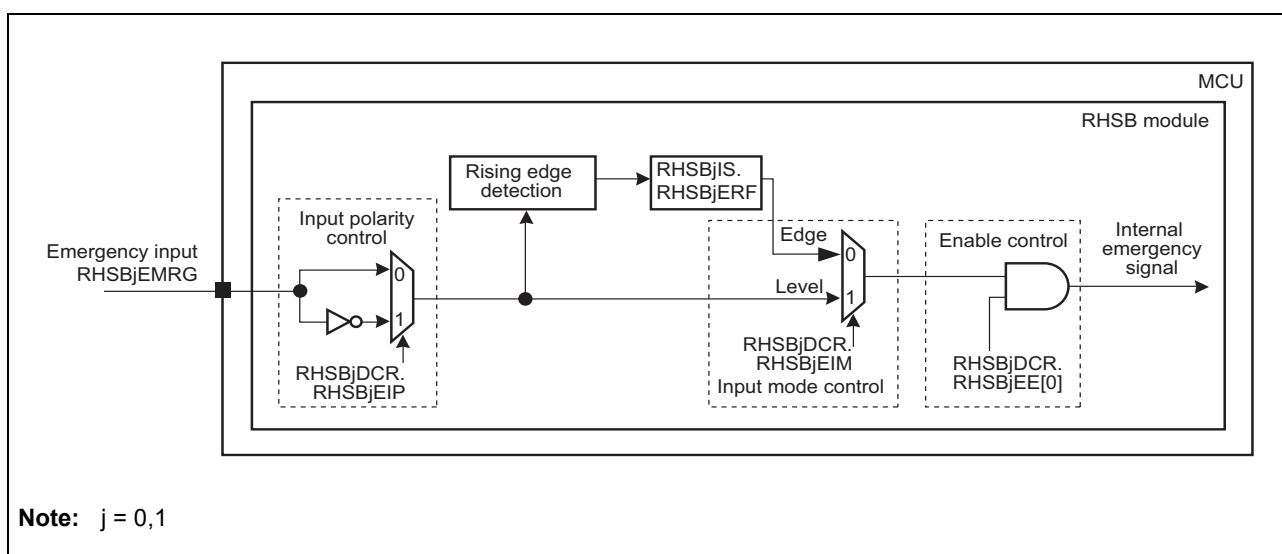 MCU
RHSB module
Rising edge
detection
RHSBjIS.
RHSBjERF
Input polarity
control
Emergency input
RHSBjEMRG
0
1
RHSBjDCR.
RHSBjEIP
Edge
Level
0
1
RHSBjDCR.
RHSBjEIM
Input mode control
Enable control
RHSBjDCR.
RHSBjEE[0]
Internal
emergency
signal
Note: j = 0,1